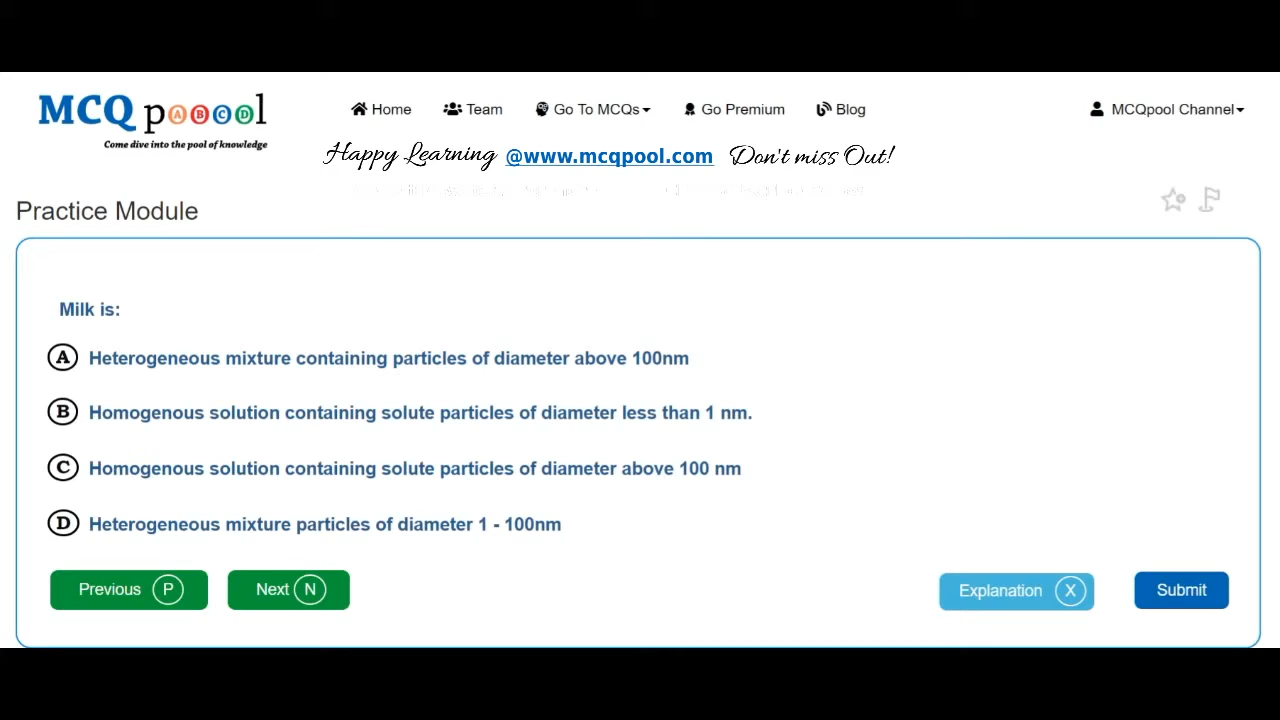 MCQ pABCDl
Come dive into the pool of knowledge
Home Team Go To MCQs Go Premium Blog MCQpool Channel
Happy Learning @www.mcqpool.com Don't miss Out!
Practice Module
Milk is:
A Heterogeneous mixture containing particles of diameter above 100nm
B Homogenous solution containing solute particles of diameter less than 1 nm.
C Homogenous solution containing solute particles of diameter above 100 nm
D Heterogeneous mixture particles of diameter 1 - 100nm
Previous P Next N Explanation X Submit